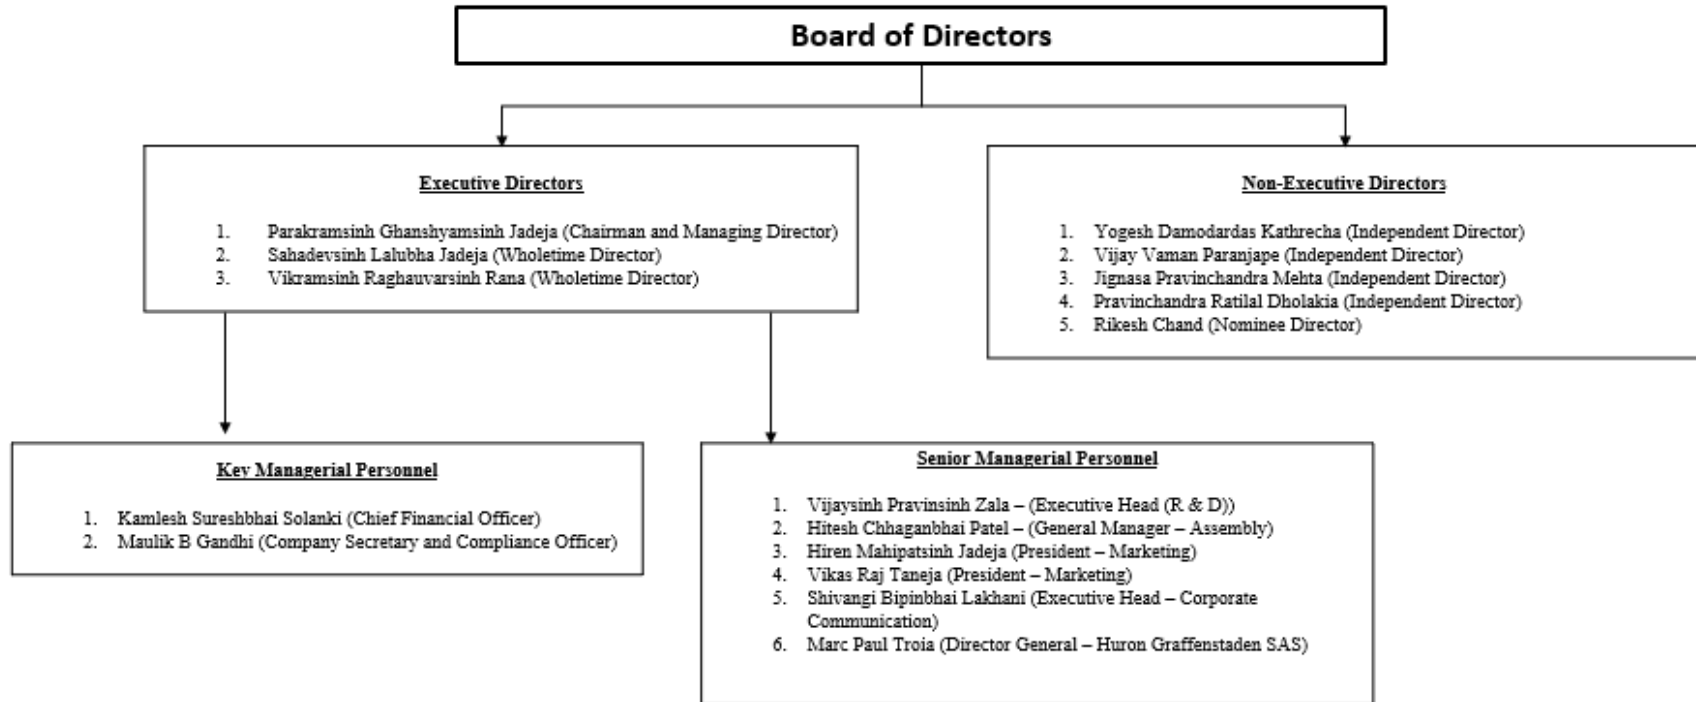 Board of Directors
Executive Directors
1. Parakramsinh Ghanshyamsinh Jadeja (Chairman and Managing Director)
2. Sahadevsinh Lalubha Jadeja (Wholetime Director)
3. Vikramsinh Raghauvarsinh Rana (Wholetime Director)
Non-Executive Directors
1. Yogesh Damodardas Kathrecha (Independent Director)
2. Vijay Vaman Paranjape (Independent Director)
3. Jignasa Pravinchandra Mehta (Independent Director)
4. Pravinchandra Ratilal Dholakia (Independent Director)
5. Rikesh Chand (Nominee Director)
Key Managerial Personnel
1. Kamlesh Sureshbhai Solanki (Chief Financial Officer)
2. Maulik B Gandhi (Company Secretary and Compliance Officer)
Senior Managerial Personnel
1. Vijaysinh Pravinsinh Zala – (Executive Head (R & D))
2. Hitesh Chhaganbhai Patel – (General Manager – Assembly)
3. Hiren Mahipatsinh Jadeja (President – Marketing)
4. Vikas Raj Taneja (President – Marketing)
5. Shivangi Bipinbhai Lakhani (Executive Head – Corporate
Communication)
6. Marc Paul Troia (Director General – Huron Graffenstaden SAS)